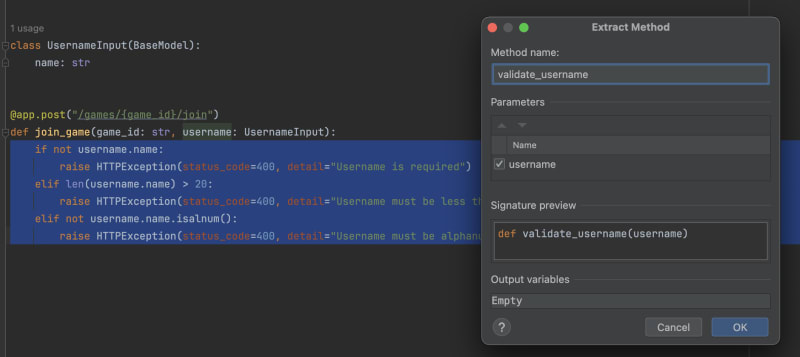 1 usage
class UsernameInput(BaseModel):
name: str
@app.post("/games/{game_id}/join")
def join_game(game_id: str, username: UsernameInput):
if not username.name:
raise HTTPException(status_code=400, detail="Username is required")
elif len(username.name) > 20:
raise HTTPException(status_code=400, detail="Username must be less th
elif not username.name.isalnum():
raise HTTPException(status_code=400, detail="Username must be alphanu
Extract Method
Method name:
validate_username
Parameters
Name
username
Signature preview
def validate_username(username)
Output variables
Empty
?
Cancel
OK